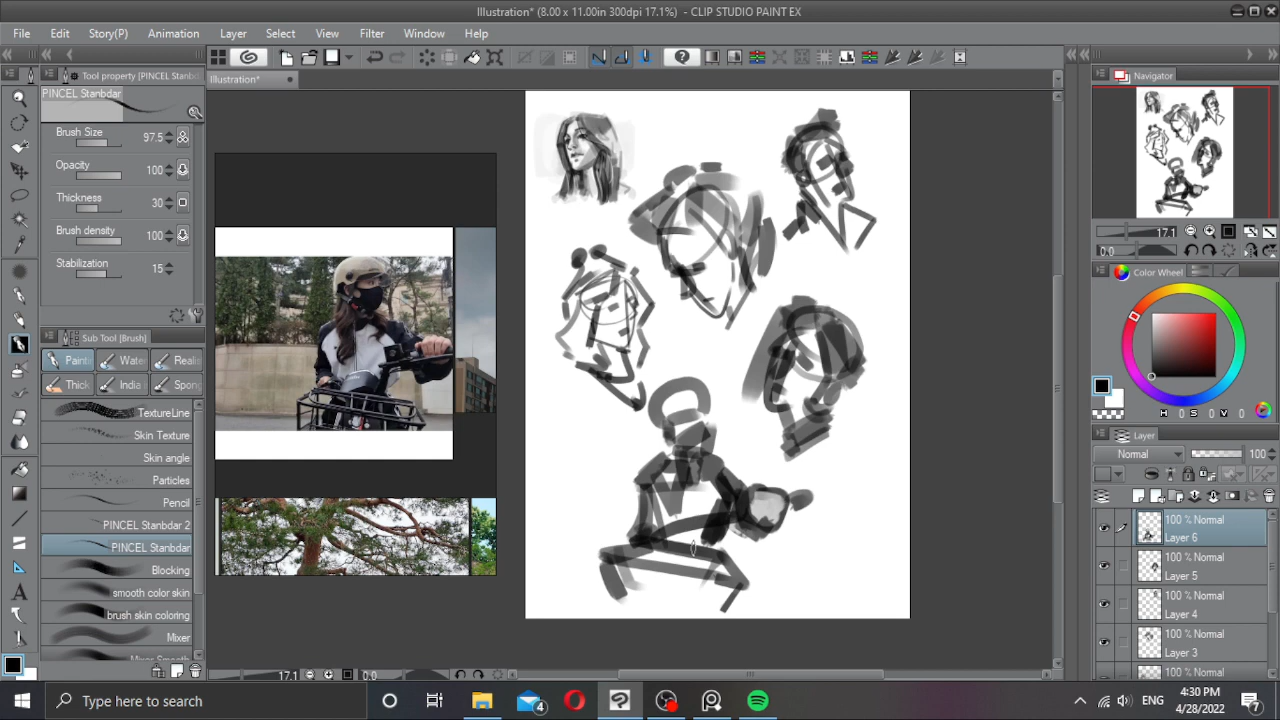 Illustration* (8.00 x 11.00in 300dpi 17.1%) - CLIP STUDIO PAINT EX
File Edit Story(P) Animation Layer Select View Filter Window Help
Tool property [PINCEL Stanbd
Illustration*
Navigator
PINCEL Stanbdar
Brush Size 97.5
Opacity 100
Thickness 30
Brush density 100
Stabilization 15
17.1
0.0
Color Wheel
H 0 S 0 V 0
Sub Tool [Brush]
Paint Wate Realis
Thick India Spong
TextureLine
Skin Texture
Skin angle
Particles
Pencil
PINCEL Stanbdar 2
PINCEL Stanbdar
Blocking
smooth color skin
brush skin coloring
Mixer
Mixer Smooth
Layer
Normal 100
100 % Normal
Layer 6
100 % Normal
Layer 5
100 % Normal
Layer 4
100 % Normal
Layer 3
100 % Normal
17.1 0.0
Type here to search
4
ENG
4:30 PM
4/28/2022
7